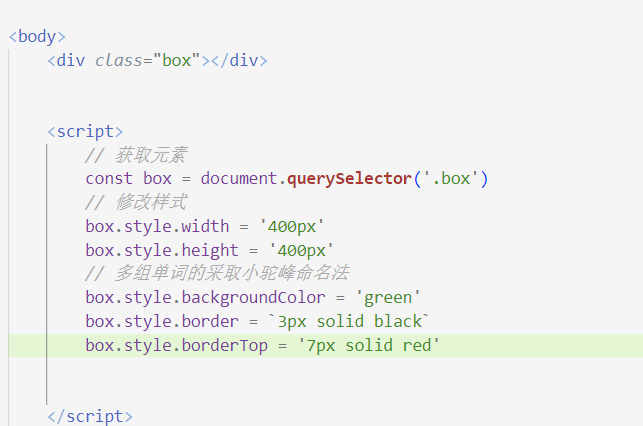 <body>
<div class="box"></div>
<script>
// 获取元素
const box = document.querySelector('.box')
// 修改样式
box.style.width = '400px'
box.style.height = '400px'
// 多组单词的采取小驼峰命名法
box.style.backgroundColor = 'green'
box.style.border = `3px solid black`
box.style.borderTop = '7px solid red'
</script>